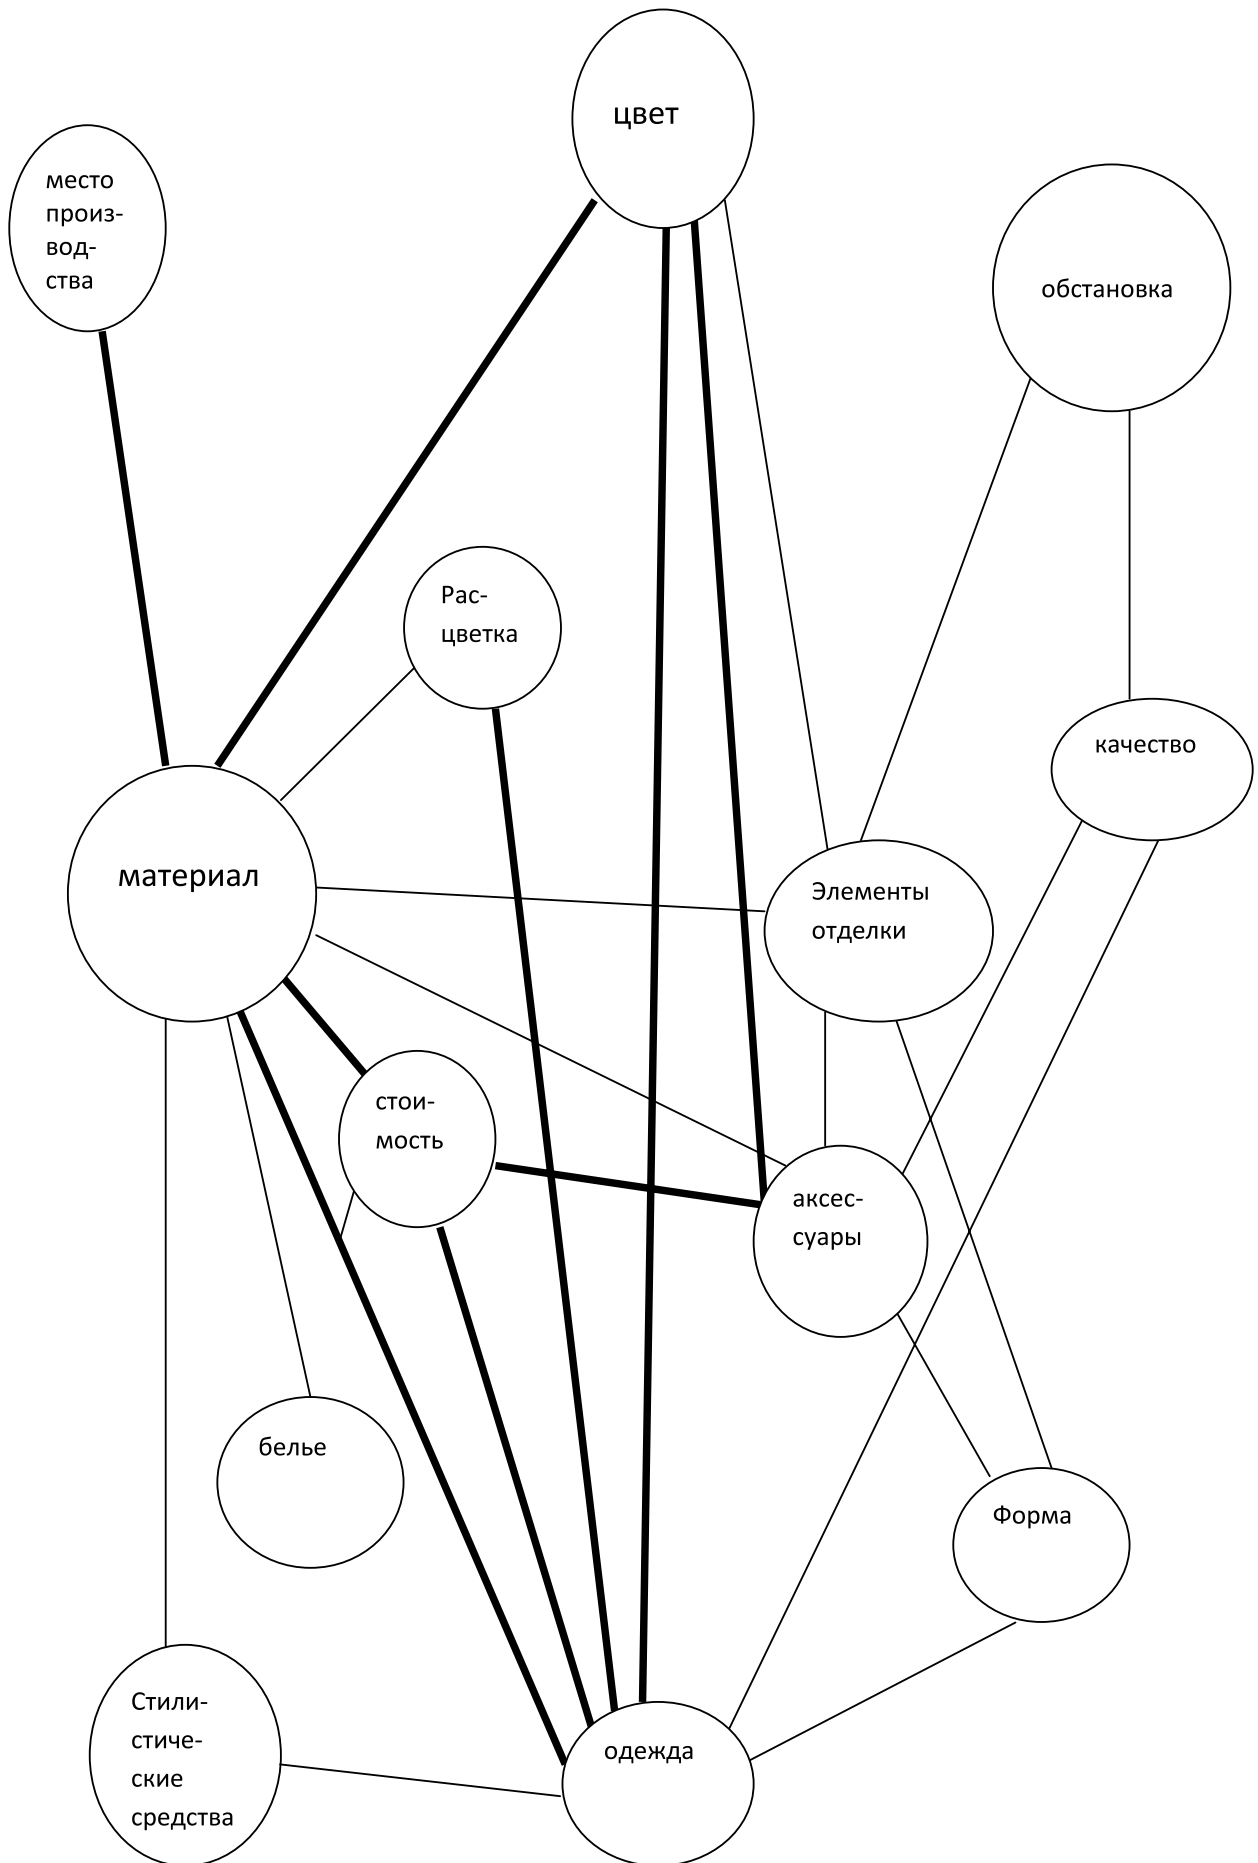 цвет
место
произ-
вод-
ства
обстановка
Рас-
цветка
качество
материал
Элементы
отделки
стои-
мость
аксес-
суары
белье
Форма
Стили-
стиче-
ские
средства
одежда